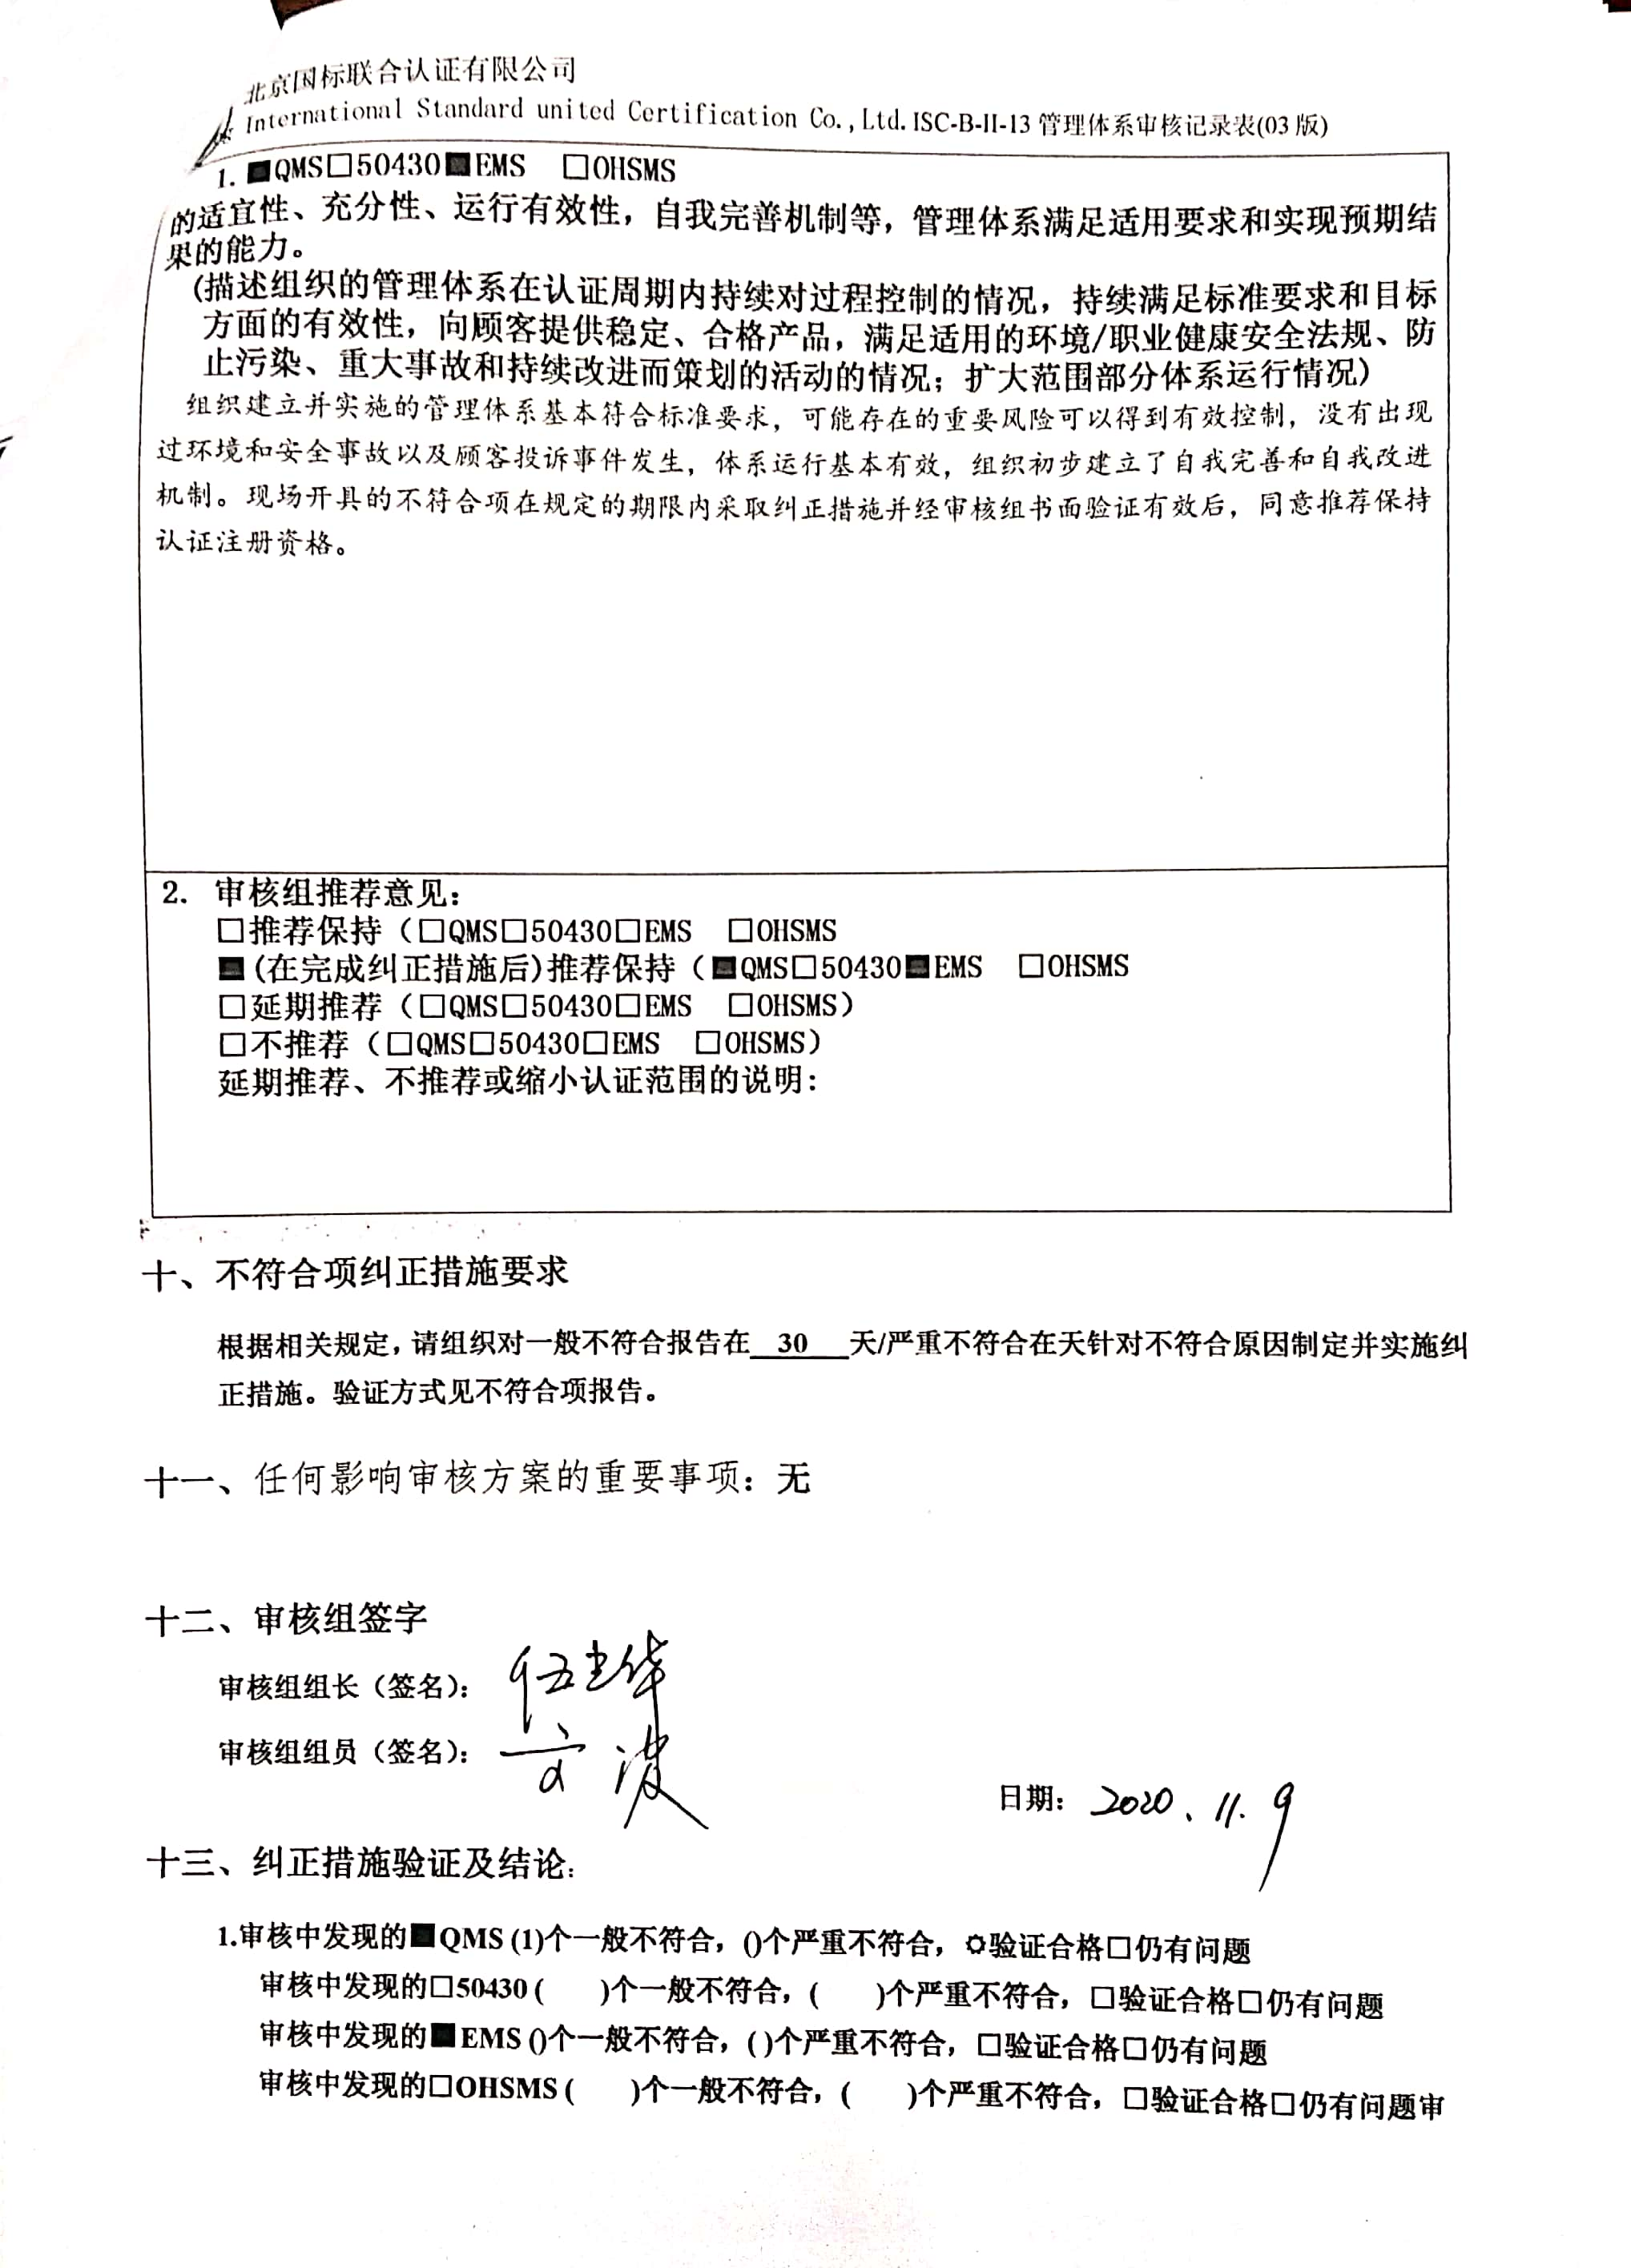 北京国标联合认证有限公司
International Standard united Certification Co., Ltd. ISC-B-II-13 管理体系审核记录表(03 版)
1. ■QMS□50430■EMS □OHSMS
的适宜性、充分性、运行有效性，自我完善机制等，管理体系满足适用要求和实现预期结
果的能力。
(描述组织的管理体系在认证周期内持续对过程控制的情况，持续满足标准要求和目标
方面的有效性，向顾客提供稳定、合格产品，满足适用的环境/职业健康安全法规、防
止污染、重大事故和持续改进而策划的活动的情况；扩大范围部分体系运行情况)
组织建立并实施的管理体系基本符合标准要求，可能存在的重要风险可以得到有效控制，没有出现
过环境和安全事故以及顾客投诉事件发生，体系运行基本有效，组织初步建立了自我完善和自我改进
机制。现场开具的不符合项在规定的期限内采取纠正措施并经审核组书面验证有效后，同意推荐保持
认证注册资格。
2. 审核组推荐意见：
□推荐保持（□QMS□50430□EMS □OHSMS
■(在完成纠正措施后)推荐保持（■QMS□50430■EMS □OHSMS
□延期推荐（□QMS□50430□EMS □OHSMS）
□不推荐（□QMS□50430□EMS □OHSMS）
延期推荐、不推荐或缩小认证范围的说明：
十、不符合项纠正措施要求
根据相关规定，请组织对一般不符合报告在 30 天/严重不符合在天针对不符合原因制定并实施纠
正措施。验证方式见不符合项报告。
十一、任何影响审核方案的重要事项：无
十二、审核组签字
审核组组长（签名）：
审核组组员（签名）：
日期： 2020、11.9
十三、纠正措施验证及结论：
1.审核中发现的■QMS (1)个一般不符合，()个严重不符合，✿验证合格□仍有问题
审核中发现的□50430 ( )个一般不符合，( )个严重不符合，□验证合格□仍有问题
审核中发现的■EMS ()个一般不符合，( )个严重不符合，□验证合格□仍有问题
审核中发现的□OHSMS ( )个一般不符合，( )个严重不符合，□验证合格□仍有问题审